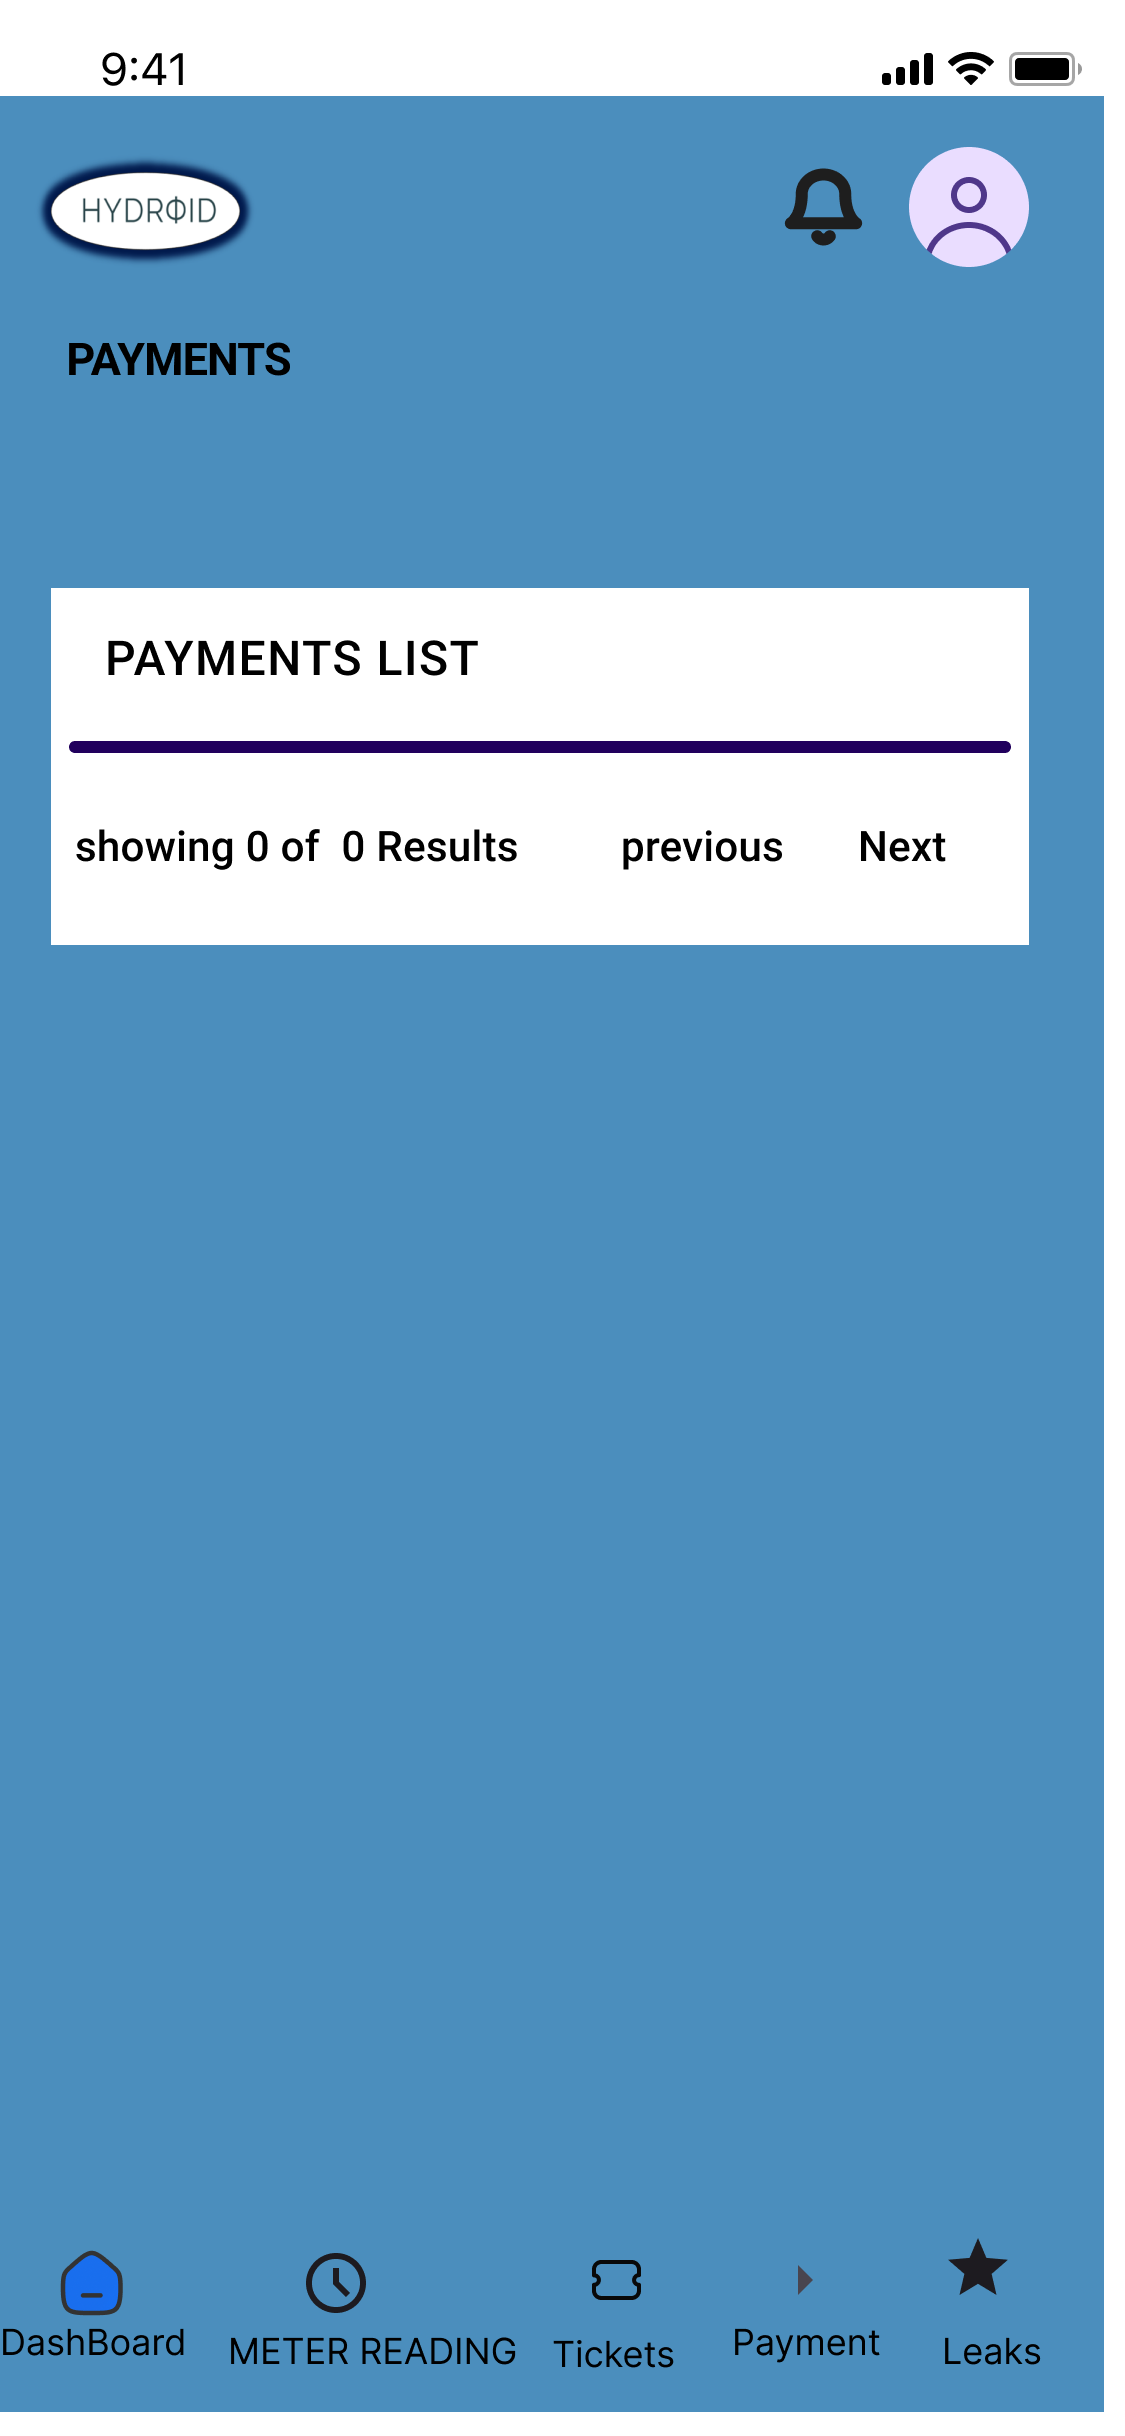 9:41
HYDRΦID
PAYMENTS
PAYMENTS LIST
showing 0 of  0 Results previous Next
DashBoard METER READING Tickets Payment Leaks